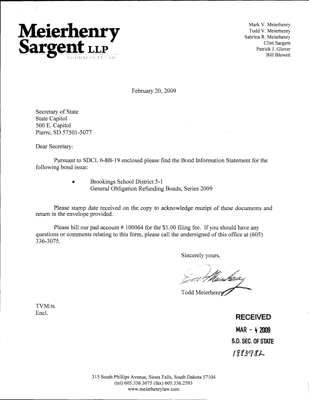 Meierhenry
Sargent LLP
ATTORNEYS AT LAW
Mark V. Meierhenry
Todd V. Meierhenry
Sabrina R. Meierhenry
Clint Sargent
Patrick J. Glover
Bill Blewett
February 20, 2009
Secretary of State
State Capitol
500 E. Capitol
Pierre, SD 57501-5077
Dear Secretary:
Pursuant to SDCL 6-8B-19 enclosed please find the Bond Information Statement for the
following bond issue:
• Brookings School District 5-1
General Obligation Refunding Bonds, Series 2009
Please stamp date received on the copy to acknowledge receipt of these documents and
return in the envelope provided.
Please bill our pad account # 100064 for the $1.00 filing fee. If you should have any
questions or comments relating to this form, please call the undersigned of this office at (605)
336-3075.
Sincerely yours,
Todd Meierhenry
TVM:ts
Encl.
RECEIVED
MAR - 4 2009
S.D. SEC. OF STATE
1883982
315 South Phillips Avenue, Sioux Falls, South Dakota 57104
(tel) 605.336.3075 (fax) 605.336.2593
www.meierhenrylaw.com